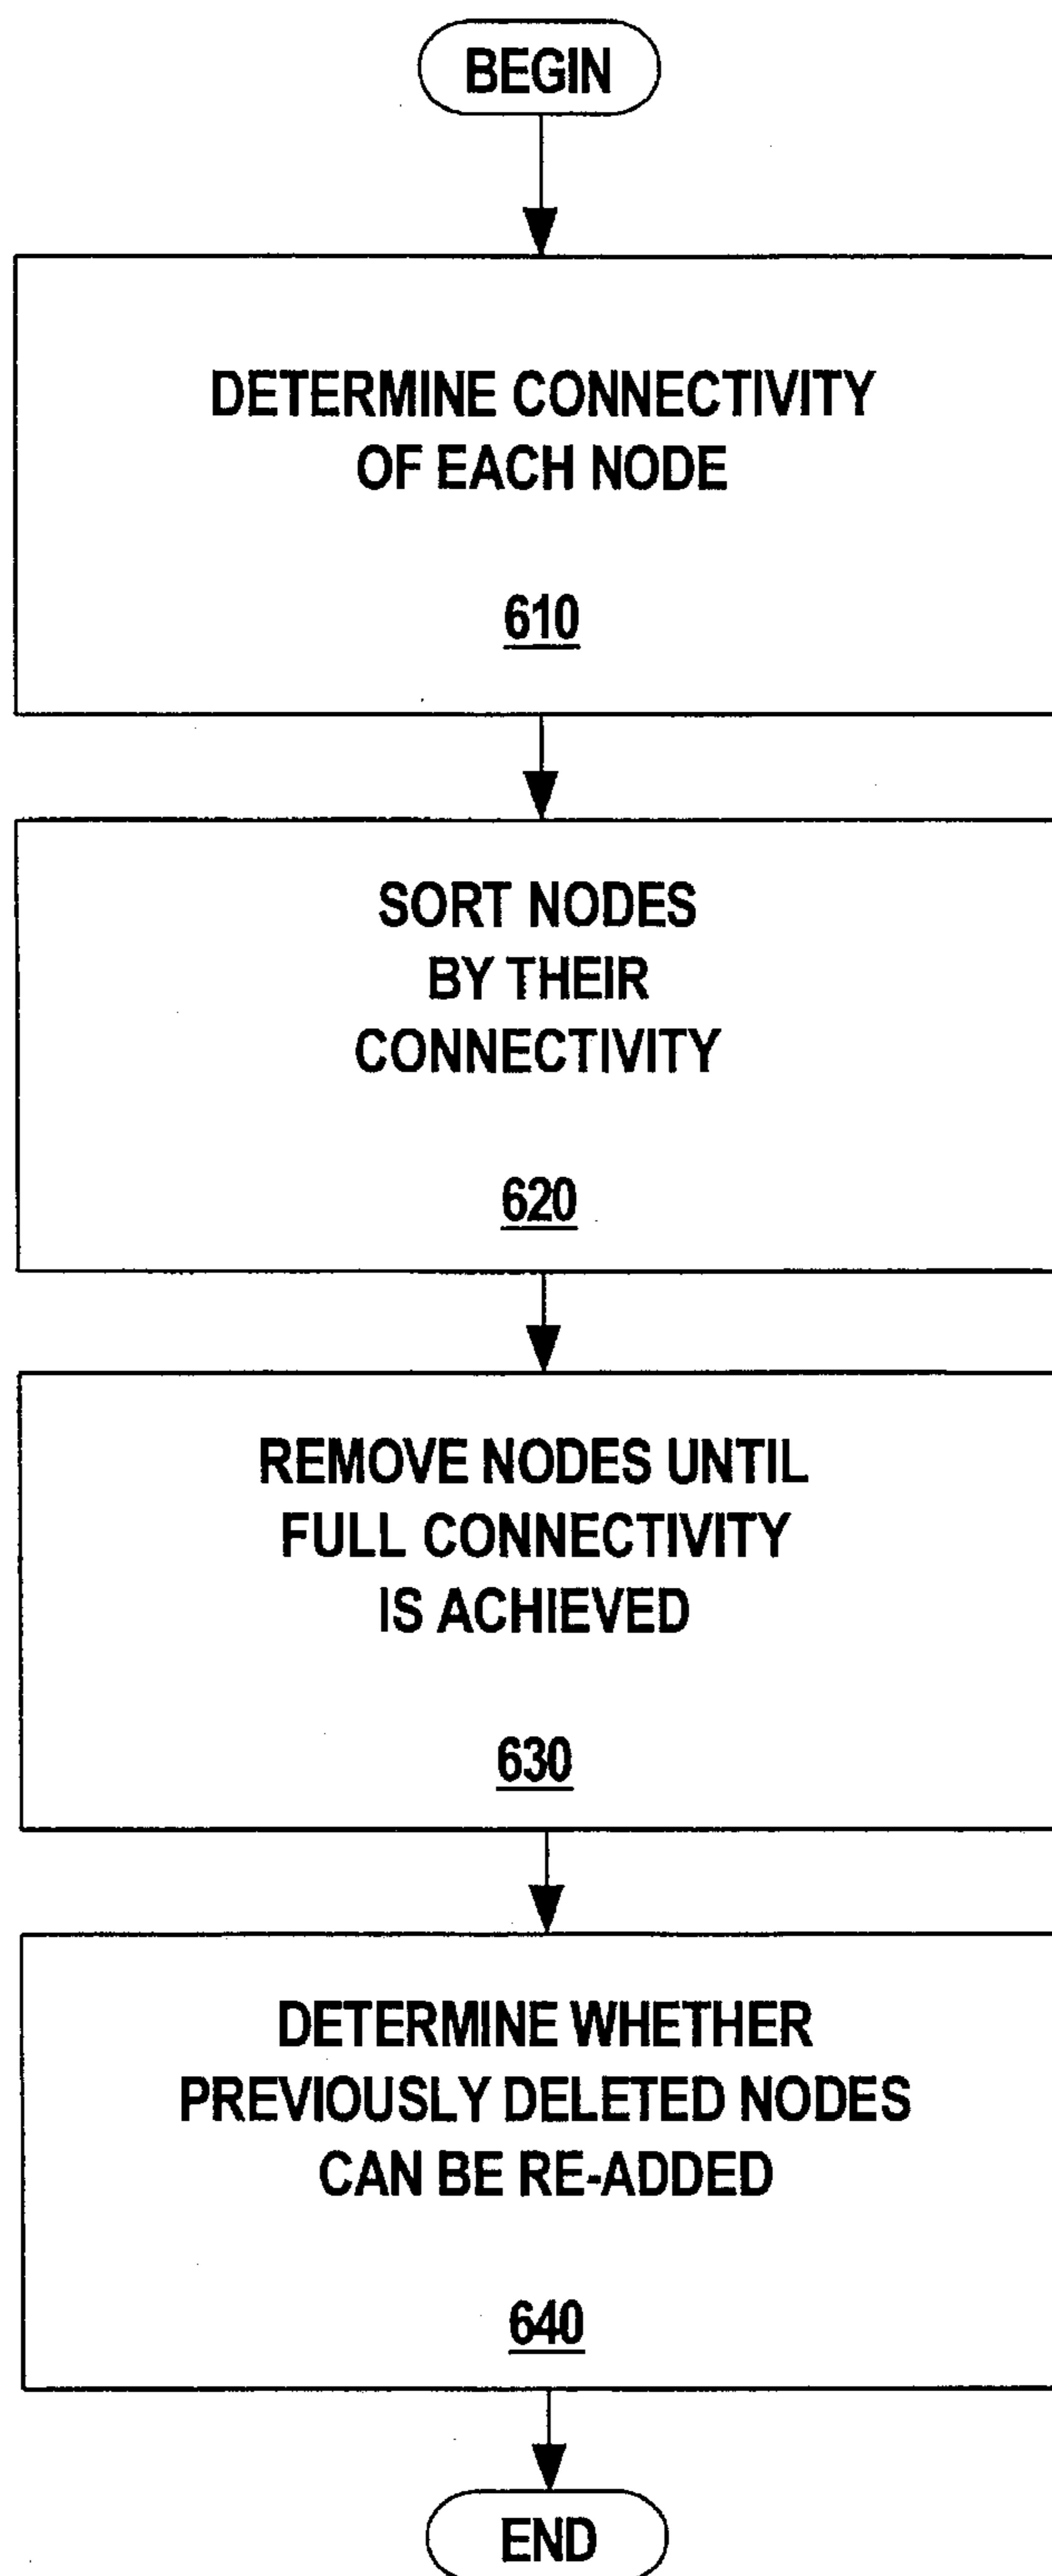 BEGIN
DETERMINE CONNECTIVITY
OF EACH NODE
610
SORT NODES
BY THEIR
CONNECTIVITY
620
REMOVE NODES UNTIL
FULL CONNECTIVITY
IS ACHIEVED
630
DETERMINE WHETHER
PREVIOUSLY DELETED NODES
CAN BE RE-ADDED
640
END